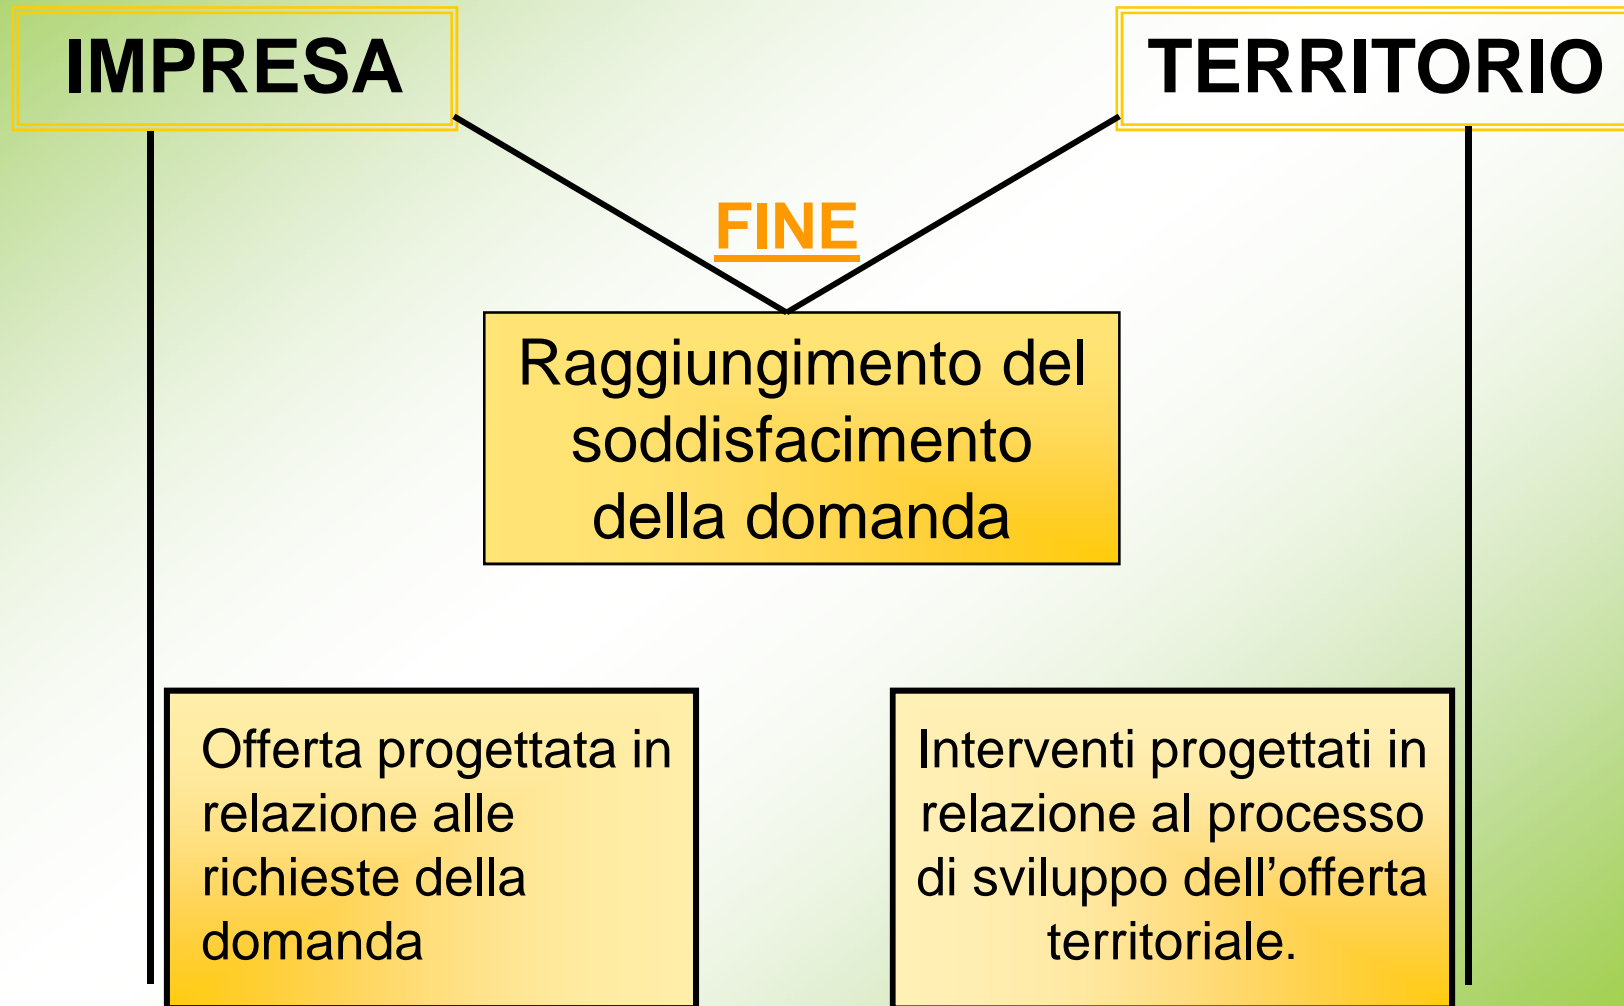 IMPRESA
TERRITORIO
FINE
Raggiungimento del
soddisfacimento
della domanda
Offerta progettata in
relazione alle
richieste della
domanda
Interventi progettati in
relazione al processo
di sviluppo dell’offerta
territoriale.